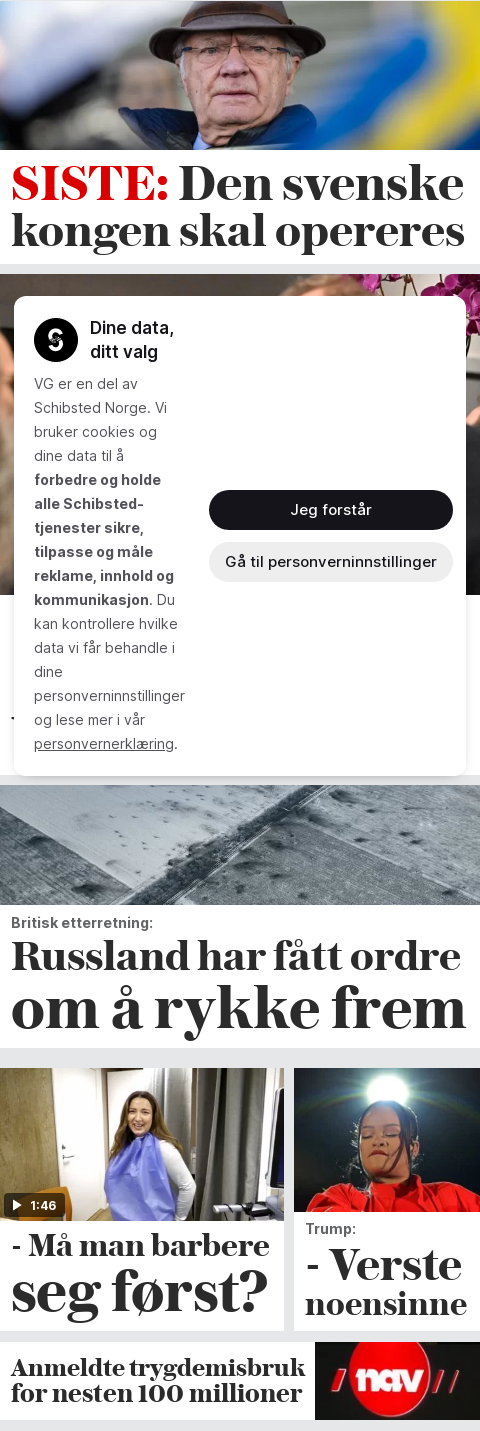 SISTE: Den svenske
kongen skal opereres
Dine data,
ditt valg
VG er en del av
Schibsted Norge. Vi
bruker cookies og
dine data til å
forbedre og holde
alle Schibsted-
tjenester sikre,
tilpasse og måle
reklame, innhold og
kommunikasjon. Du
kan kontrollere hvilke
data vi får behandle i
dine
personverninnstillinger
og lese mer i vår
personvernerklæring.
Jeg forstår
Gå til personverninnstillinger
Britisk etterretning:
Russland har fått ordre
om å rykke frem
1:46
- Må man barbere
seg først?
Trump:
- Verste
noensinne
Anmeldte trygdemisbruk
for nesten 100 millioner
nav